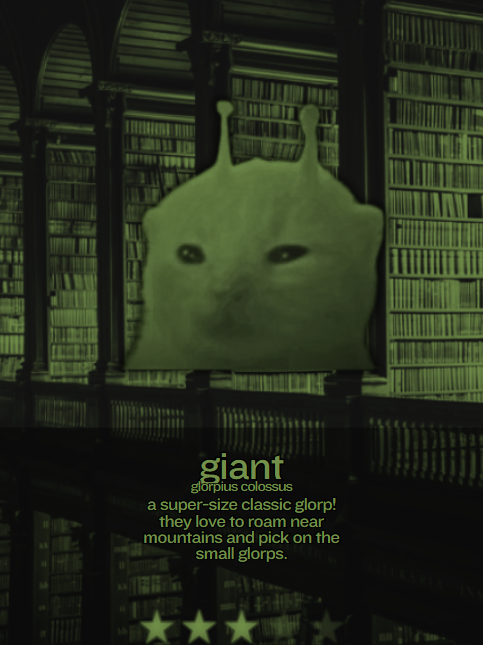 giant
glorpius colossus
a super-size classic glorp!
they love to roam near
mountains and pick on the
small glorps.